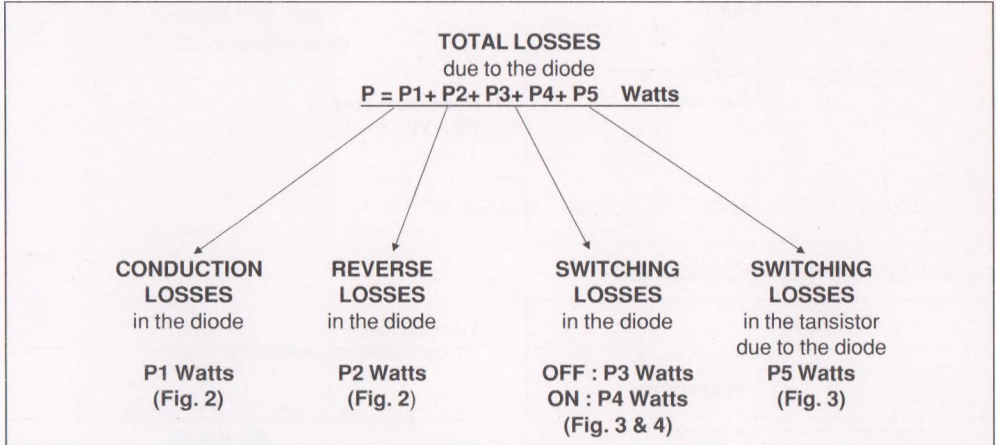 TOTAL LOSSES
due to the diode
P = P1+ P2+ P3+ P4+ P5 Watts
CONDUCTION
LOSSES
in the diode
P1 Watts
(Fig. 2)
REVERSE
LOSSES
in the diode
P2 Watts
(Fig. 2)
SWITCHING
LOSSES
in the diode
OFF : P3 Watts
ON : P4 Watts
(Fig. 3 & 4)
SWITCHING
LOSSES
in the tansistor
due to the diode
P5 Watts
(Fig. 3)